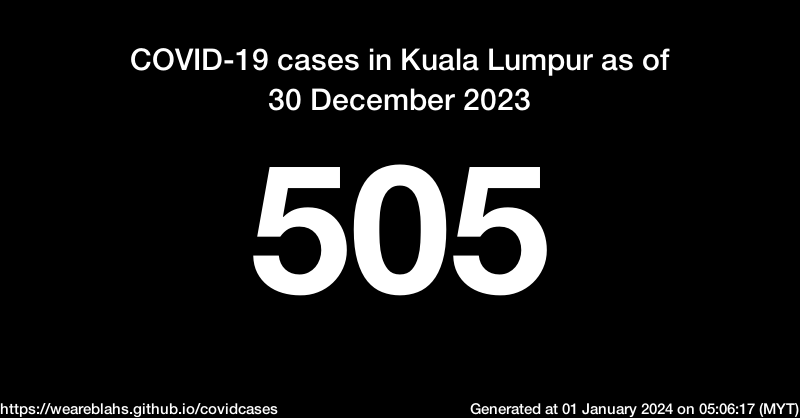 COVID-19 cases in Kuala Lumpur as of
30 December 2023
505
https://weareblahs.github.io/covidcases
Generated at 01 January 2024 on 05:06:17 (MYT)